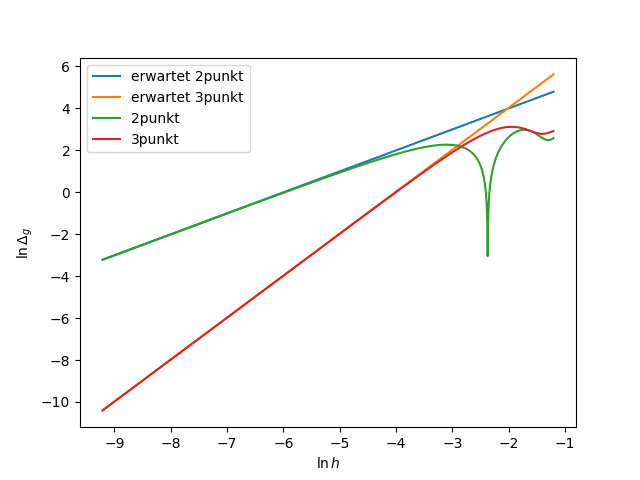 erwartet 2punkt
erwartet 3punkt
2punkt
3punkt
6
4
2
0
−2
−4
−6
−8
−10
ln Δg
−9 −8 −7 −6 −5 −4 −3 −2 −1
ln h